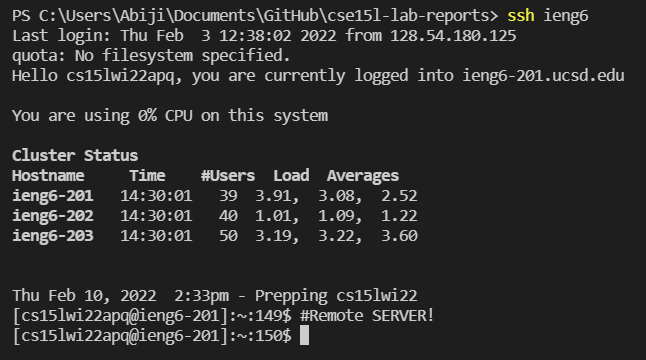 PS C:\Users\Abiji\Documents\GitHub\cse15l-lab-reports> ssh ieng6
Last login: Thu Feb  3 12:38:02 2022 from 128.54.180.125
quota: No filesystem specified.
Hello cs15lwi22apq, you are currently logged into ieng6-201.ucsd.edu
You are using 0% CPU on this system
Cluster Status
Hostname     Time    #Users  Load  Averages
ieng6-201   14:30:01   39  3.91,  3.08,  2.52
ieng6-202   14:30:01   40  1.01,  1.09,  1.22
ieng6-203   14:30:01   50  3.19,  3.22,  3.60
Thu Feb 10, 2022  2:33pm - Prepping cs15lwi22
[cs15lwi22apq@ieng6-201]:~:149$ #Remote SERVER!
[cs15lwi22apq@ieng6-201]:~:150$